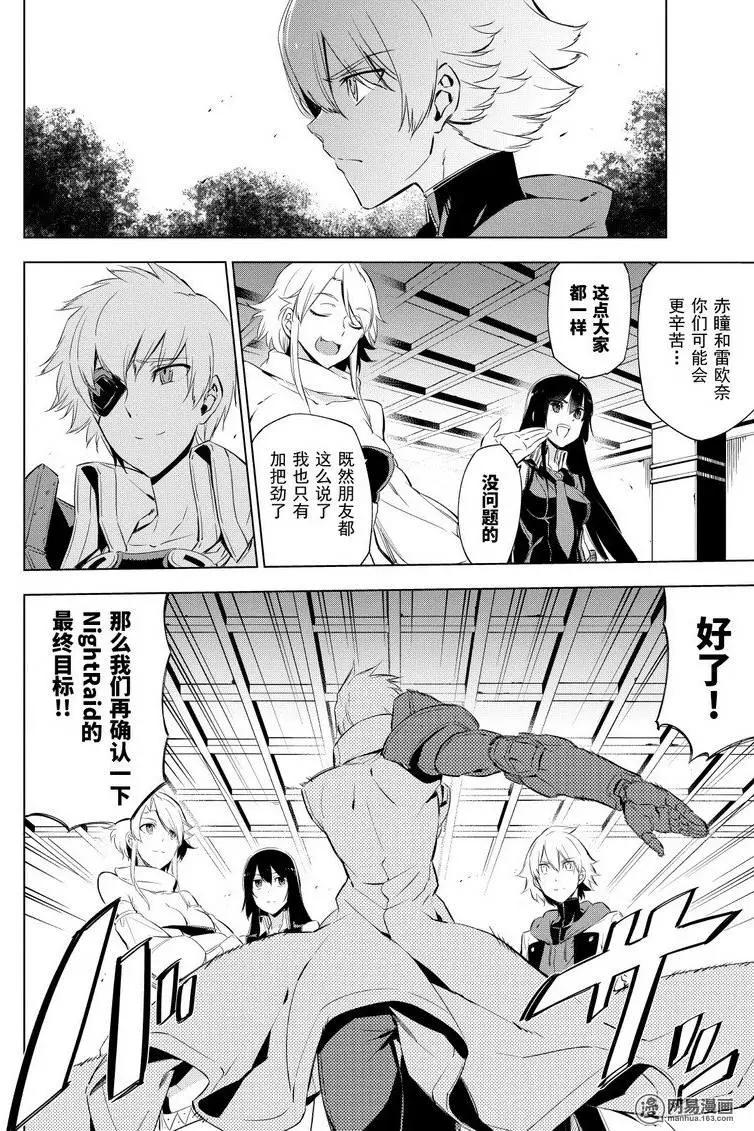 赤瞳和雷欧奈
你们可能会
更辛苦…
这点大家
都一样
没问题的
既然朋友都
这么说了
我也只有
加把劲了
好了！
那么我们再确认一下
NightRaid的
最终目标!!
ザッ
網易漫画
manhua.163.com